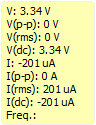 V: 3.34 V
V(p-p): 0 V
V(rms): 0 V
V(dc): 3.34 V
I: -201 uA
I(p-p): 0 A
I(rms): 201 uA
I(dc): -201 uA
Freq.: